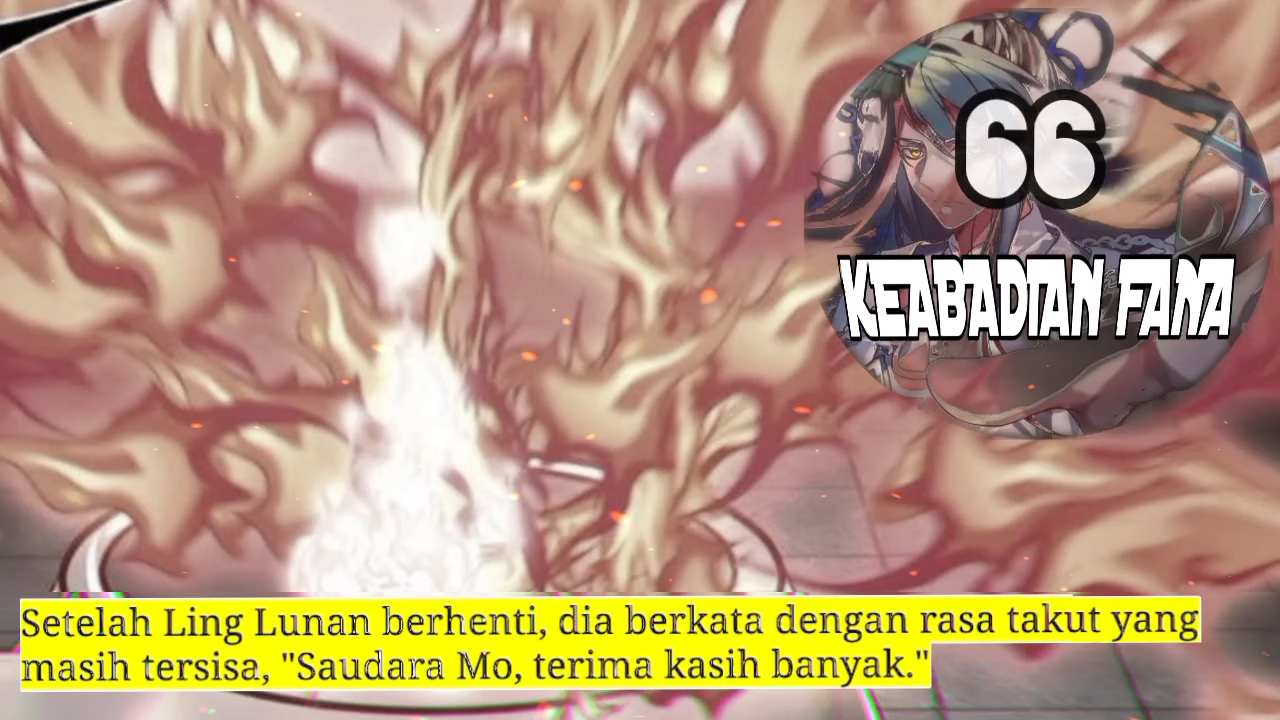 66
KEABADIAN FANA
Setelah Ling Lunan berhenti, dia berkata dengan rasa takut yang
masih tersisa, "Saudara Mo, terima kasih banyak."